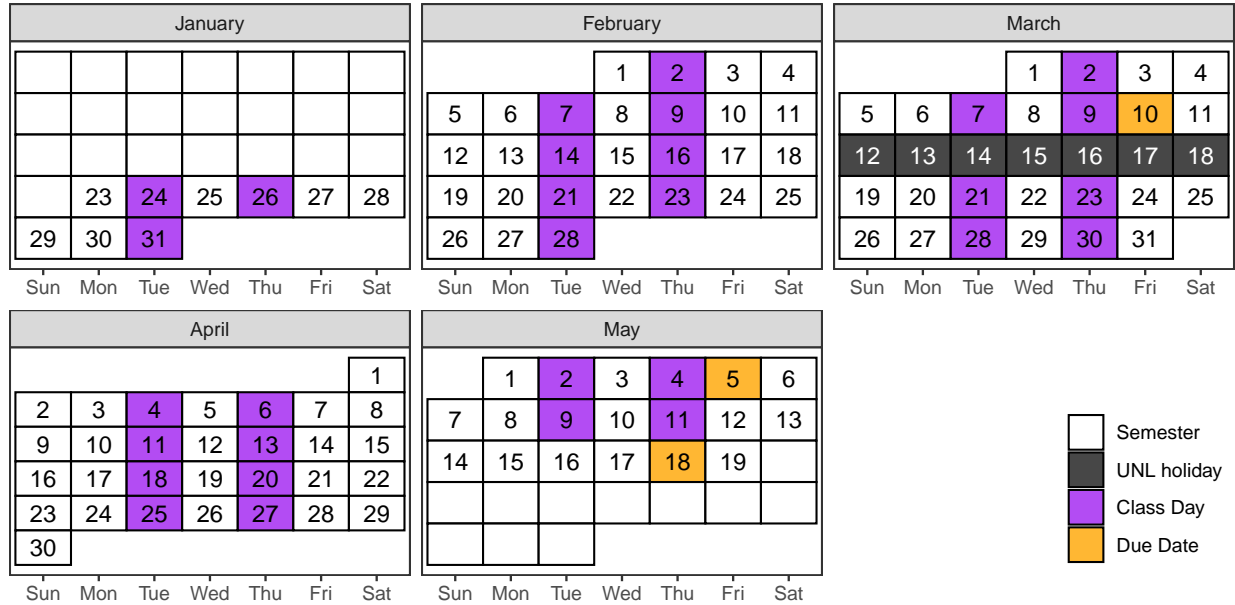 January
23 24 25 26 27 28
29 30 31
Sun Mon Tue Wed Thu Fri Sat
February
1 2 3 4
5 6 7 8 9 10 11
12 13 14 15 16 17 18
19 20 21 22 23 24 25
26 27 28
Sun Mon Tue Wed Thu Fri Sat
March
1 2 3 4
5 6 7 8 9 10 11
12 13 14 15 16 17 18
19 20 21 22 23 24 25
26 27 28 29 30 31
Sun Mon Tue Wed Thu Fri Sat
April
1
2 3 4 5 6 7 8
9 10 11 12 13 14 15
16 17 18 19 20 21 22
23 24 25 26 27 28 29
30
Sun Mon Tue Wed Thu Fri Sat
May
1 2 3 4 5 6
7 8 9 10 11 12 13
14 15 16 17 18 19
Sun Mon Tue Wed Thu Fri Sat
Semester
UNL holiday
Class Day
Due Date